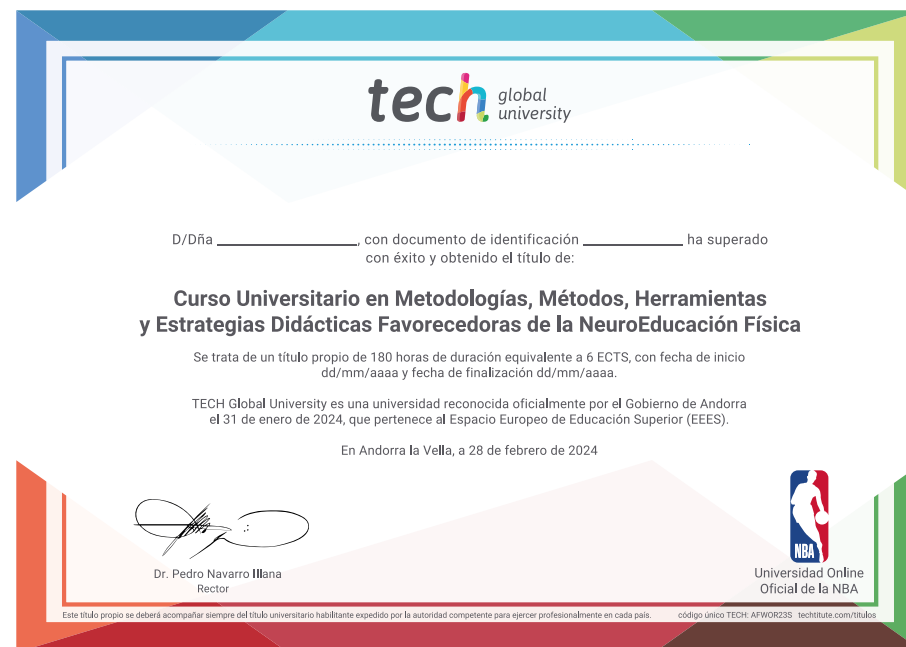 tech global
university
D/Dña ____________________, con documento de identificación ______________ ha superado
con éxito y obtenido el título de:
Curso Universitario en Metodologías, Métodos, Herramientas
y Estrategias Didácticas Favorecedoras de la NeuroEducación Física
Se trata de un título propio de 180 horas de duración equivalente a 6 ECTS, con fecha de inicio
dd/mm/aaaa y fecha de finalización dd/mm/aaaa.
TECH Global University es una universidad reconocida oficialmente por el Gobierno de Andorra
el 31 de enero de 2024, que pertenece al Espacio Europeo de Educación Superior (EEES).
En Andorra la Vella, a 28 de febrero de 2024
NBA
Dr. Pedro Navarro Illana
Rector
Universidad Online
Oficial de la NBA
Este título propio se deberá acompañar siempre del título universitario habilitante expedido por la autoridad competente para ejercer profesionalmente en cada país. código único TECH: AFWOR23S techtitute.com/titulos